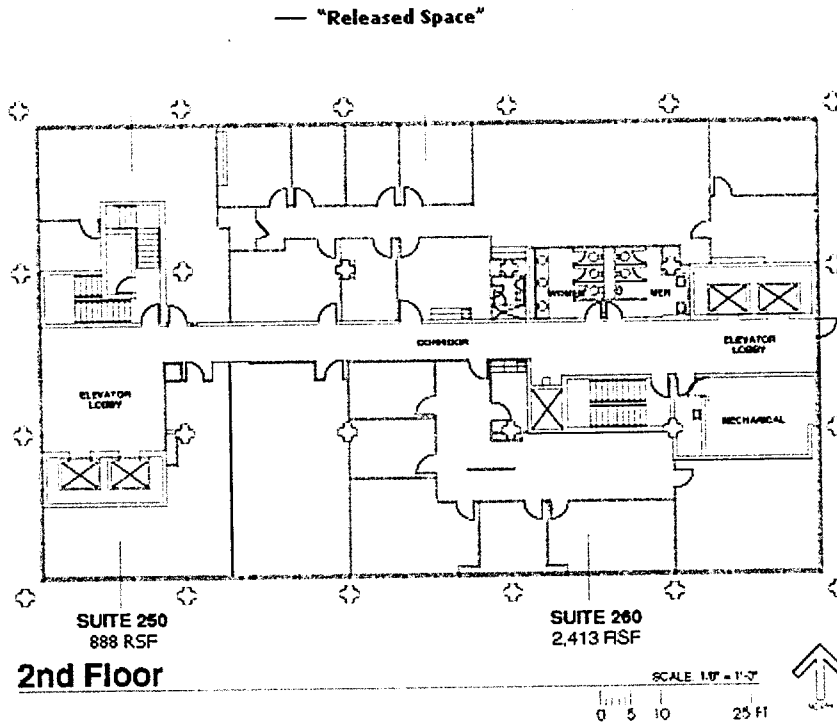 — "Released Space"
WOMEN
MEN
CORRIDOR
ELEVATOR
LOBBY
ELEVATOR
LOBBY
MECHANICAL
SUITE 250
888 RSF
SUITE 260
2,413 RSF
2nd Floor
SCALE
0 5 10 25 FT